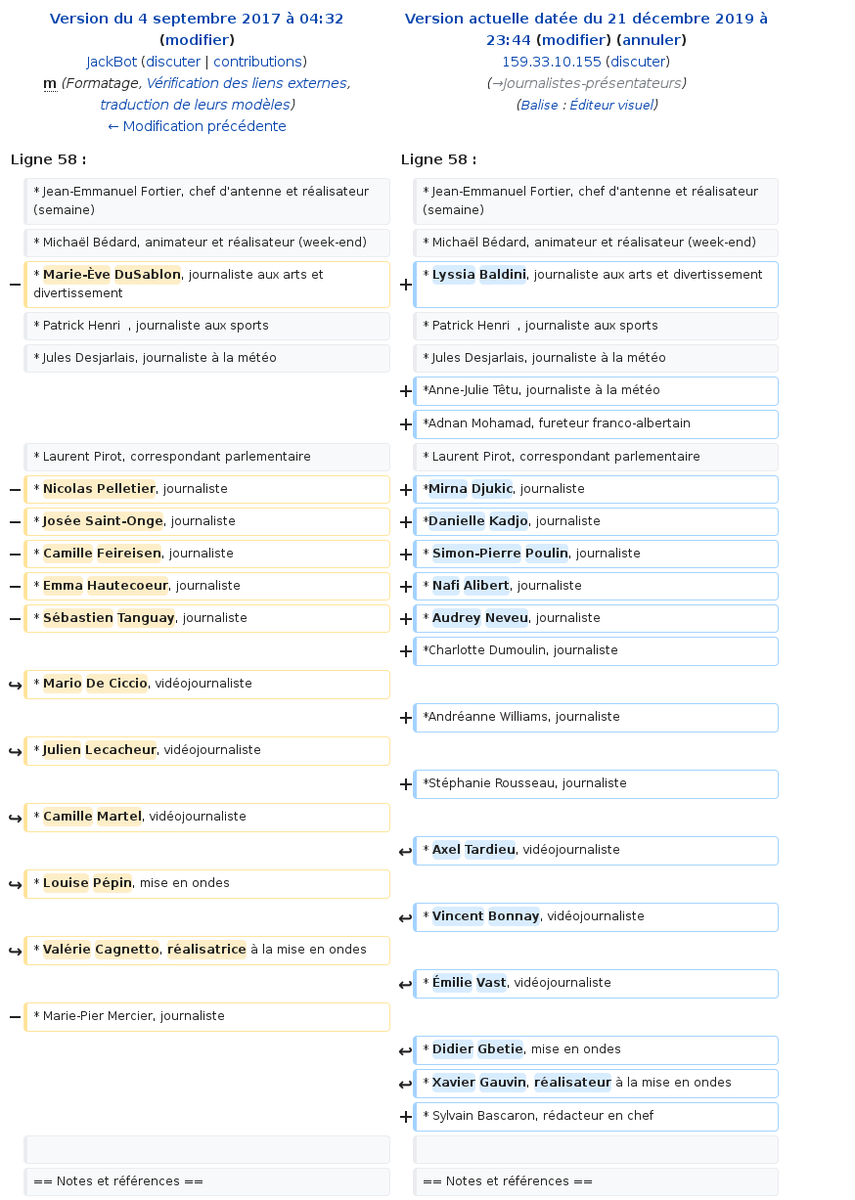 Version du 4 septembre 2017 à 04:32
(modifier)
JackBot (discuter | contributions)
m (Formatage, Vérification des liens externes,
traduction de leurs modèles)
← Modification précédente
Version actuelle datée du 21 décembre 2019 à
23:44 (modifier) (annuler)
159.33.10.155 (discuter)
(→Journalistes-présentateurs)
(Balise : Éditeur visuel)
Ligne 58 :
Ligne 58 :
* Jean-Emmanuel Fortier, chef d'antenne et réalisateur
(semaine)
* Jean-Emmanuel Fortier, chef d'antenne et réalisateur
(semaine)
* Michaël Bédard, animateur et réalisateur (week-end)
* Michaël Bédard, animateur et réalisateur (week-end)
− * Marie-Ève DuSablon, journaliste aux arts et
divertissement
+ * Lyssia Baldini, journaliste aux arts et divertissement
* Patrick Henri , journaliste aux sports
* Patrick Henri , journaliste aux sports
* Jules Desjarlais, journaliste à la météo
* Jules Desjarlais, journaliste à la météo
+ *Anne-Julie Têtu, journaliste à la météo
+ *Adnan Mohamad, fureteur franco-albertain
* Laurent Pirot, correspondant parlementaire
* Laurent Pirot, correspondant parlementaire
− * Nicolas Pelletier, journaliste
+ *Mirna Djukic, journaliste
− * Josée Saint-Onge, journaliste
+ *Danielle Kadjo, journaliste
− * Camille Feireisen, journaliste
+ * Simon-Pierre Poulin, journaliste
− * Emma Hautecoeur, journaliste
+ * Nafi Alibert, journaliste
− * Sébastien Tanguay, journaliste
+ * Audrey Neveu, journaliste
+ *Charlotte Dumoulin, journaliste
↪ * Mario De Ciccio, vidéojournaliste
+ *Andréanne Williams, journaliste
↪ * Julien Lecacheur, vidéojournaliste
+ *Stéphanie Rousseau, journaliste
↪ * Camille Martel, vidéojournaliste
↩ * Axel Tardieu, vidéojournaliste
↪ * Louise Pépin, mise en ondes
↩ * Vincent Bonnay, vidéojournaliste
↪ * Valérie Cagnetto, réalisatrice à la mise en ondes
↩ * Émilie Vast, vidéojournaliste
− * Marie-Pier Mercier, journaliste
↩ * Didier Gbetie, mise en ondes
↩ * Xavier Gauvin, réalisateur à la mise en ondes
+ * Sylvain Bascaron, rédacteur en chef
== Notes et références ==
== Notes et références ==